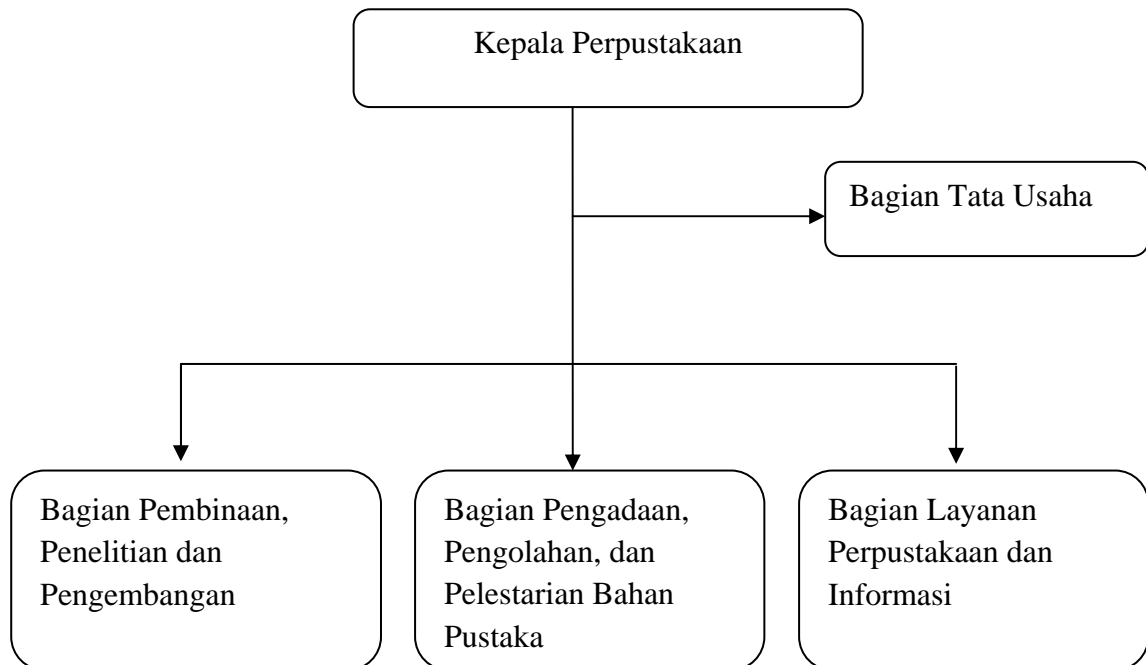 Kepala Perpustakaan
Bagian Tata Usaha
Bagian Pembinaan,
Penelitian dan
Pengembangan
Bagian Pengadaan,
Pengolahan, dan
Pelestarian Bahan
Pustaka
Bagian Layanan
Perpustakaan dan
Informasi